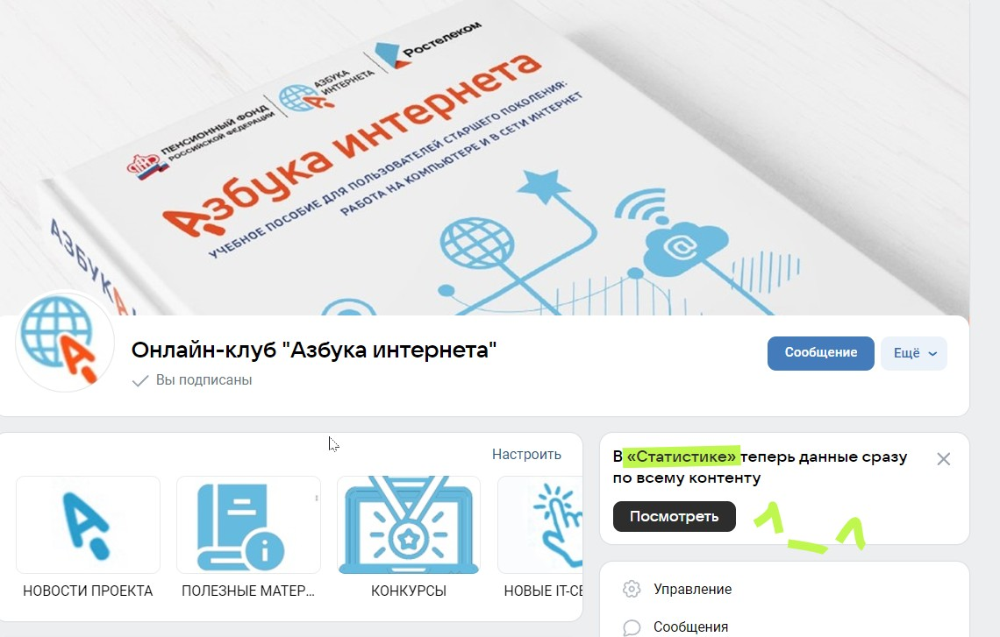 ПЕНСИОННЫЙ ФОНД
РОССИЙСКОЙ ФЕДЕРАЦИИ
АЗБУКА
ИНТЕРНЕТА
Ростелеком
Азбука интернета
УЧЕБНОЕ ПОСОБИЕ ДЛЯ ПОЛЬЗОВАТЕЛЕЙ СТАРШЕГО ПОКОЛЕНИЯ:
РАБОТА НА КОМПЬЮТЕРЕ И В СЕТИ ИНТЕРНЕТ
АЗБУКА
Онлайн-клуб "Азбука интернета"
Вы подписаны
Сообщение
Ещё
Настроить
НОВОСТИ ПРОЕКТА
ПОЛЕЗНЫЕ МАТЕР...
КОНКУРСЫ
НОВЫЕ IT-СЕ
В «Статистике» теперь данные сразу
по всему контенту
Посмотреть
Управление
Сообщения